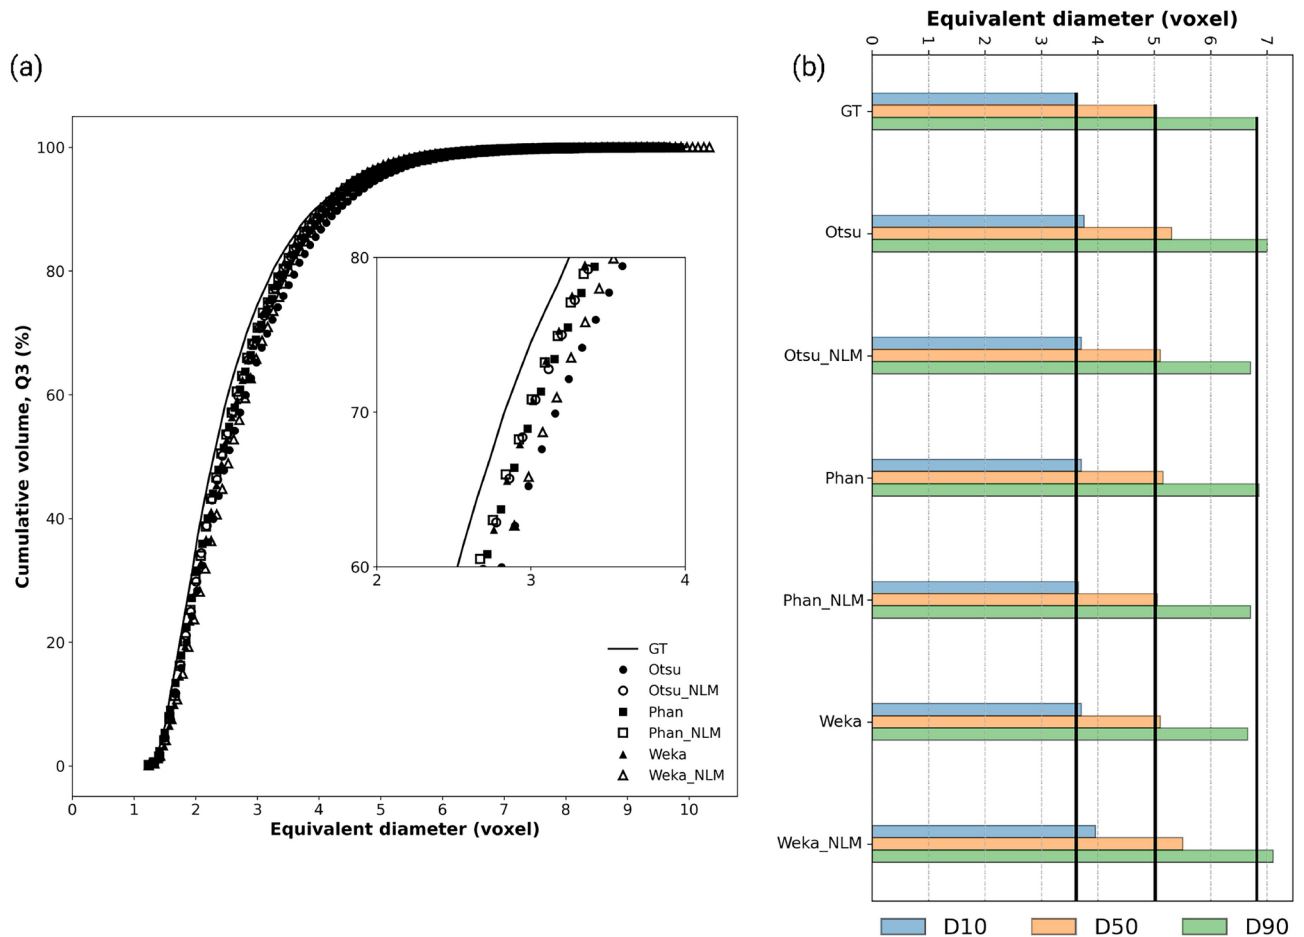 (a)
Cumulative volume, Q3 (%)
100
80
60
40
20
0
0 1 2 3 4 5 6 7 8 9 10
Equivalent diameter (voxel)
80
70
60
2 3 4
GT
Otsu
Otsu_NLM
Phan
Phan_NLM
Weka
Weka_NLM
(b)
Equivalent diameter (voxel)
0 1 2 3 4 5 6 7
GT
Otsu
Otsu_NLM
Phan
Phan_NLM
Weka
Weka_NLM
D10 D50 D90